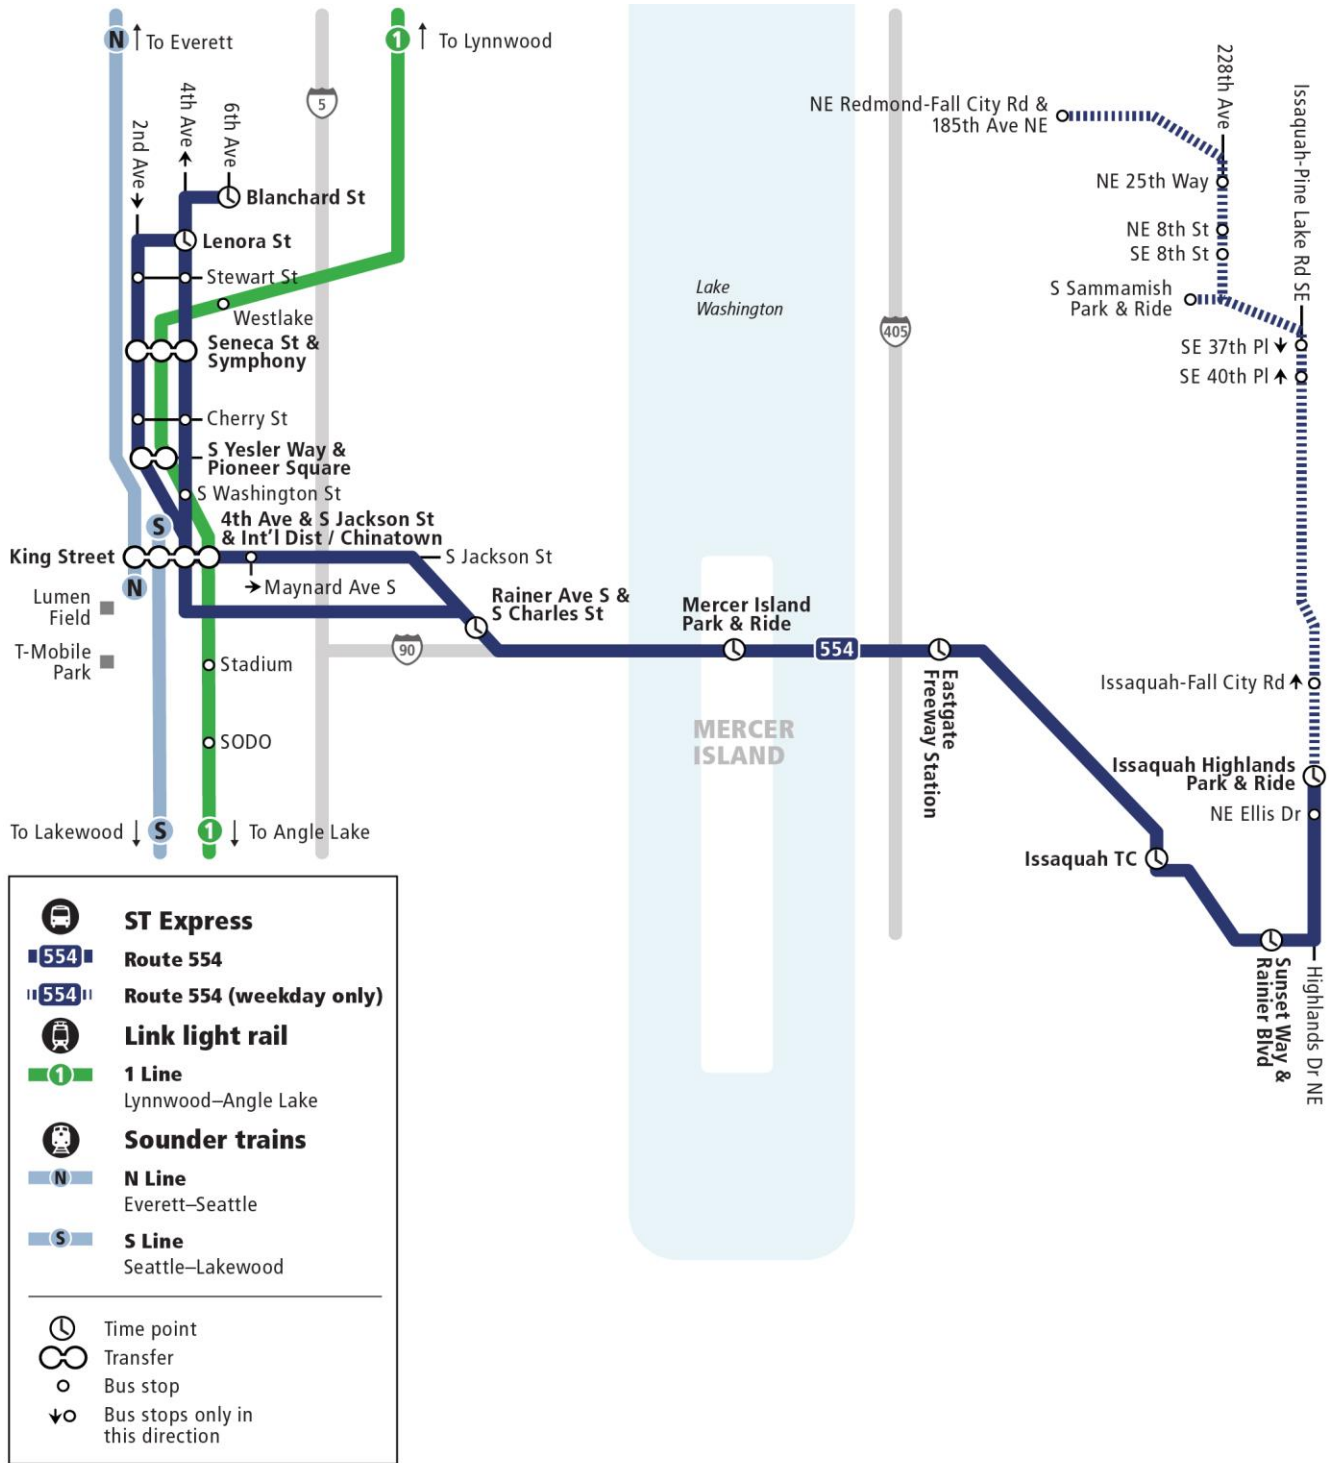 N ↑ To Everett
1 ↑ To Lynnwood
5
2nd Ave →
4th Ave →
6th Ave
Blanchard St
Lenora St
Stewart St
Westlake
Seneca St &
Symphony
Cherry St
S Yesler Way &
Pioneer Square
S Washington St
S
4th Ave & S Jackson St
& Int'l Dist / Chinatown
King Street
N
Maynard Ave S
S Jackson St
Lumen
Field
T-Mobile
Park
Stadium
SODO
To Lakewood ↓ S
1 ↓ To Angle Lake
90
Rainer Ave S &
S Charles St
Lake
Washington
Mercer Island
Park & Ride
554
MERCER
ISLAND
405
Eastgate
Freeway Station
NE Redmond-Fall City Rd &
185th Ave NE
228th Ave
Issaquah-Pine Lake Rd SE
NE 25th Way
NE 8th St
SE 8th St
S Sammamish
Park & Ride
SE 37th Pl ↓
SE 40th Pl ↑
Issaquah-Fall City Rd ↑
Issaquah Highlands
Park & Ride
NE Ellis Dr
Issaquah TC
Sunset Way &
Rainier Blvd
Highlands Dr NE
ST Express
554 Route 554
554 Route 554 (weekday only)
Link light rail
1 1 Line
Lynnwood–Angle Lake
Sounder trains
N N Line
Everett–Seattle
S S Line
Seattle–Lakewood
Time point
Transfer
Bus stop
Bus stops only in
this direction